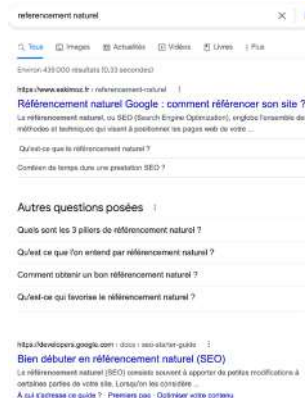 referencement naturel
Tous Images Actualités Vidéos Livres Plus
Environ 439 000 résultats (0,33 secondes)
https://www.eskimoz.fr › referencement-naturel
Référencement naturel Google : comment référencer son site ?
Le référencement naturel, ou SEO (Search Engine Optimization), englobe l'ensemble de
méthodes et techniques qui visent à positionner les pages web de votre ...
Qu'est-ce que le référencement naturel ?
Combien de temps dure une prestation SEO ?
Autres questions posées
Quels sont les 3 piliers de référencement naturel ?
Qu'est ce que l'on entend par référencement naturel ?
Comment obtenir un bon référencement naturel ?
Qu'est-ce qui favorise le référencement naturel ?
https://developers.google.com › docs › seo-starter-guide
Bien débuter en référencement naturel (SEO)
Le référencement naturel (SEO) consiste souvent à apporter de petites modifications à
certaines parties de votre site. Lorsqu'on les considère ...
À qui s'adresse ce guide ? · Premiers pas · Optimiser votre contenu